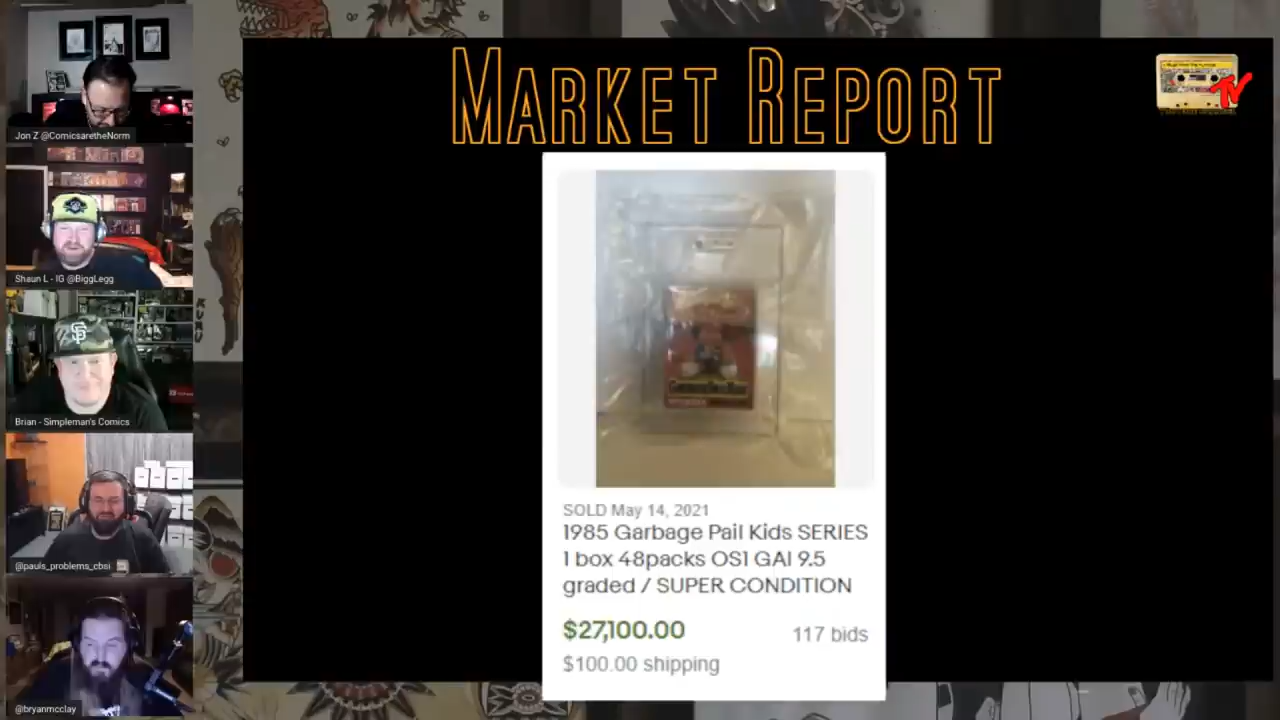 MARKET REPORT
TV
Jon Z @ComicsaretheNorm
Shaun L - IG @BiggLegg
SF
Brian - Simpleman's Comics
@pauls_problems_cbsi
@bryanmcclay
SOLD May 14, 2021
1985 Garbage Pail Kids SERIES
1 box 48packs OS1 GAI 9.5
graded / SUPER CONDITION
$27,100.00
117 bids
$100.00 shipping